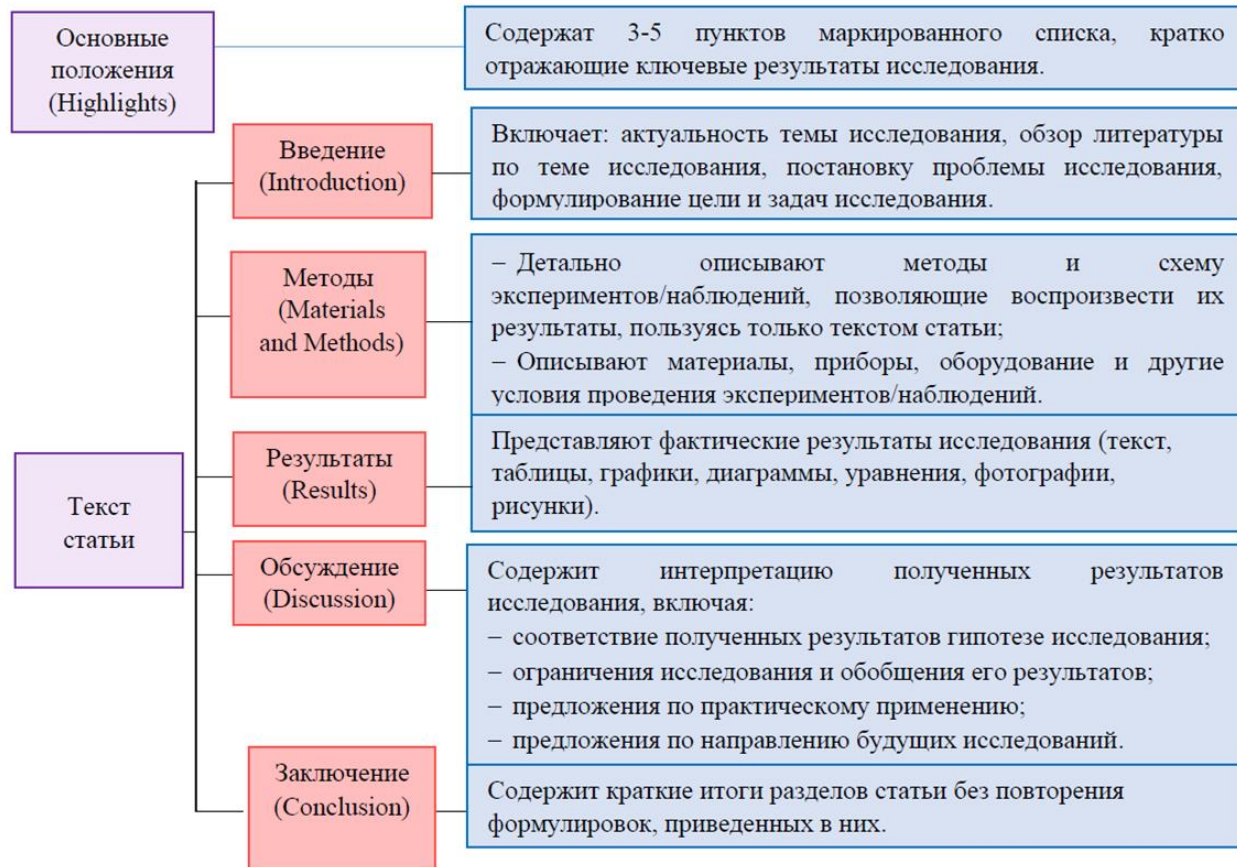 Основные
положения
(Highlights)
Содержат 3-5 пунктов маркированного списка, кратко
отражающие ключевые результаты исследования.
Введение
(Introduction)
Включает: актуальность темы исследования, обзор литературы
по теме исследования, постановку проблемы исследования,
формулирование цели и задач исследования.
Методы
(Materials
and Methods)
– Детально описывают методы и схему
экспериментов/наблюдений, позволяющие воспроизвести их
результаты, пользуясь только текстом статьи;
– Описывают материалы, приборы, оборудование и другие
условия проведения экспериментов/наблюдений.
Текст
статьи
Результаты
(Results)
Представляют фактические результаты исследования (текст,
таблицы, графики, диаграммы, уравнения, фотографии,
рисунки).
Обсуждение
(Discussion)
Содержит интерпретацию полученных результатов
исследования, включая:
– соответствие полученных результатов гипотезе исследования;
– ограничения исследования и обобщения его результатов;
– предложения по практическому применению;
– предложения по направлению будущих исследований.
Заключение
(Conclusion)
Содержит краткие итоги разделов статьи без повторения
формулировок, приведенных в них.